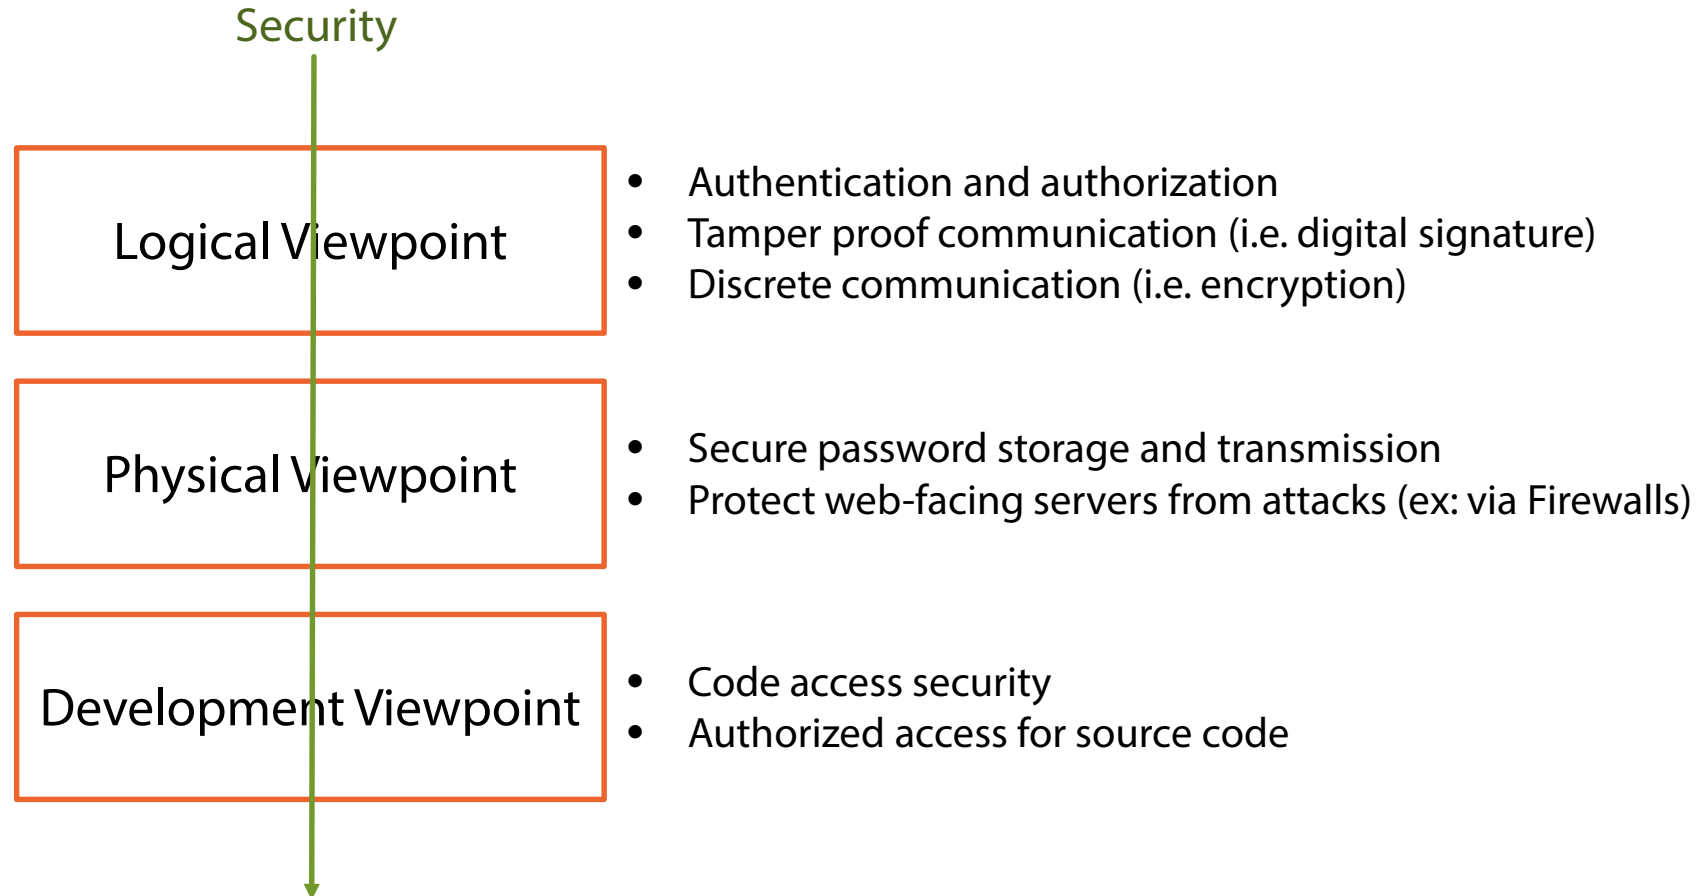 Security
Logical Viewpoint
• Authentication and authorization
• Tamper proof communication (i.e. digital signature)
• Discrete communication (i.e. encryption)
Physical Viewpoint
• Secure password storage and transmission
• Protect web-facing servers from attacks (ex: via Firewalls)
Development Viewpoint
• Code access security
• Authorized access for source code